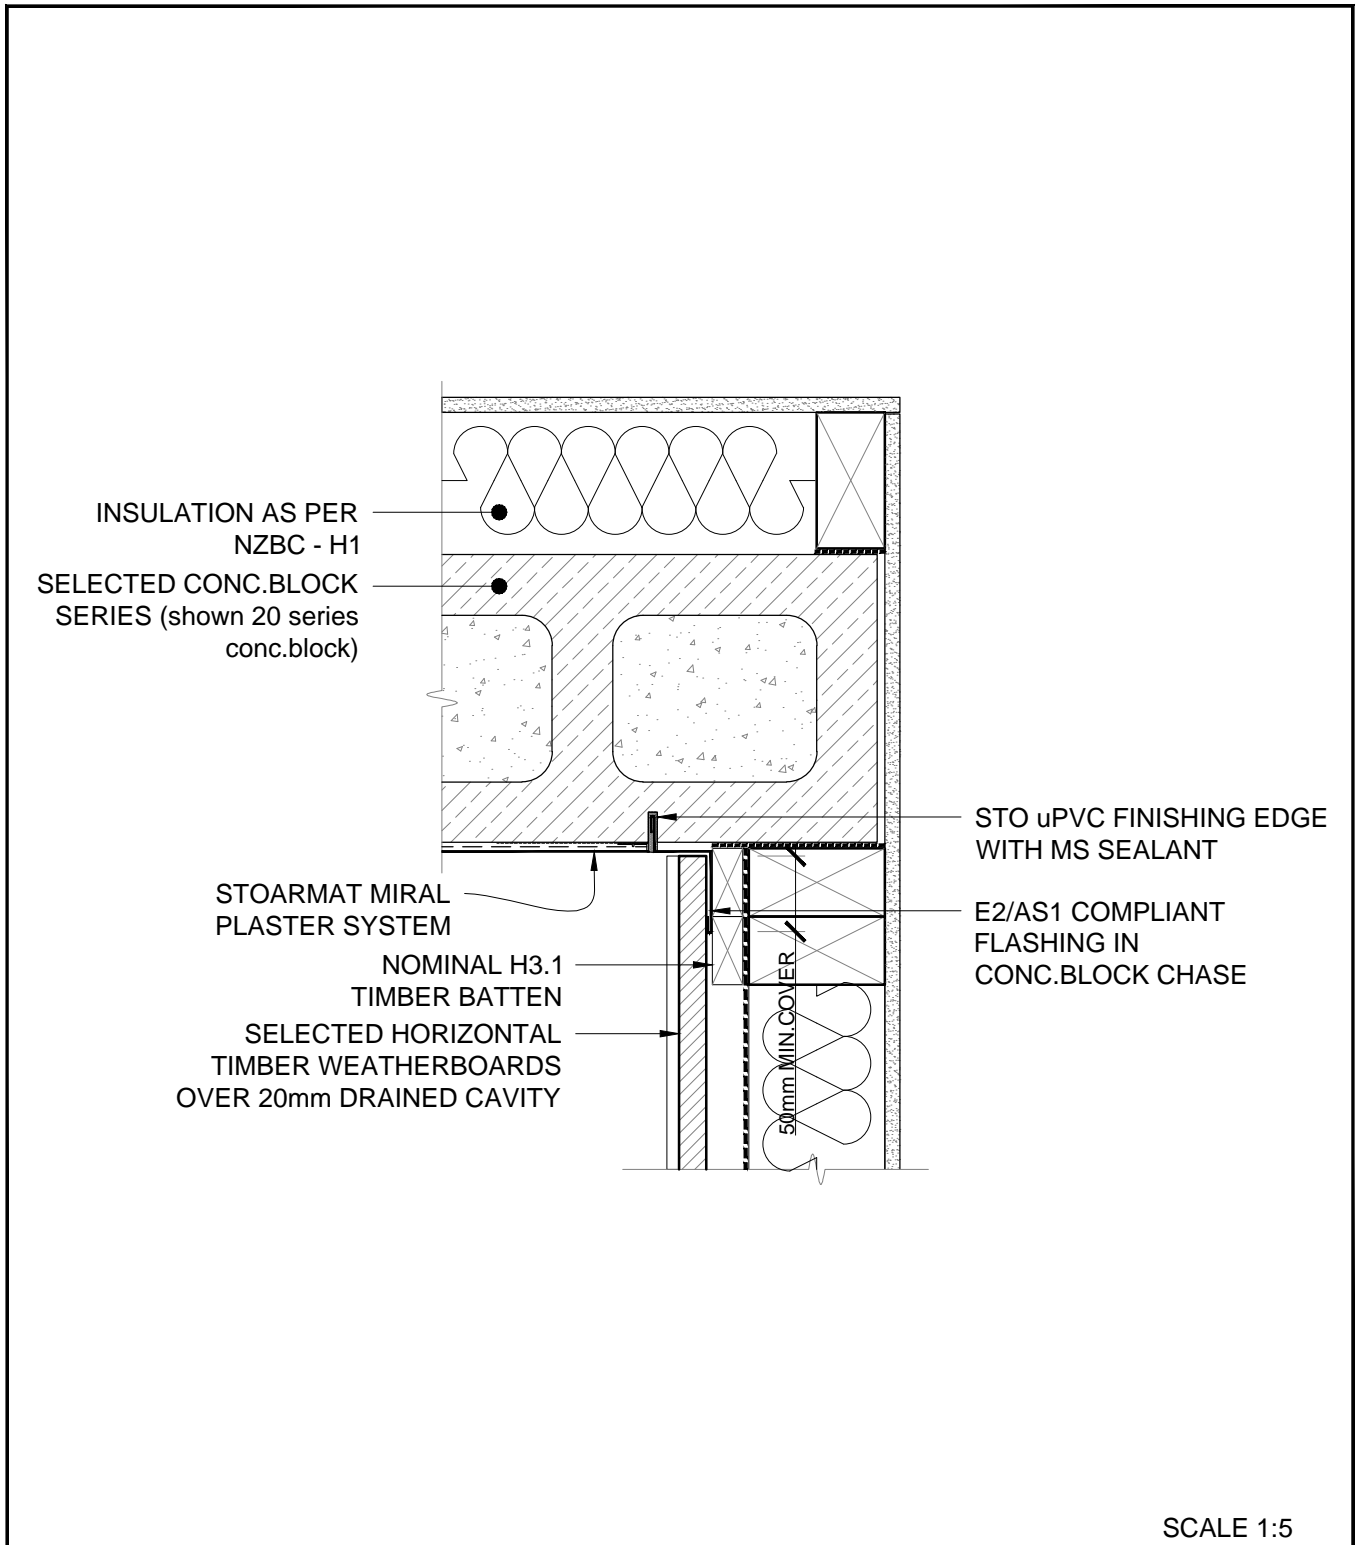 INSULATION AS PER
NZBC - H1
SELECTED CONC.BLOCK
SERIES (shown 20 series
conc.block)
STO uPVC FINISHING EDGE
WITH MS SEALANT
STOARMAT MIRAL
PLASTER SYSTEM
E2/AS1 COMPLIANT
FLASHING IN
CONC.BLOCK CHASE
NOMINAL H3.1
TIMBER BATTEN
SELECTED HORIZONTAL
TIMBER WEATHERBOARDS
OVER 20mm DRAINED CAVITY
50mm MIN.COVER
SCALE 1:5